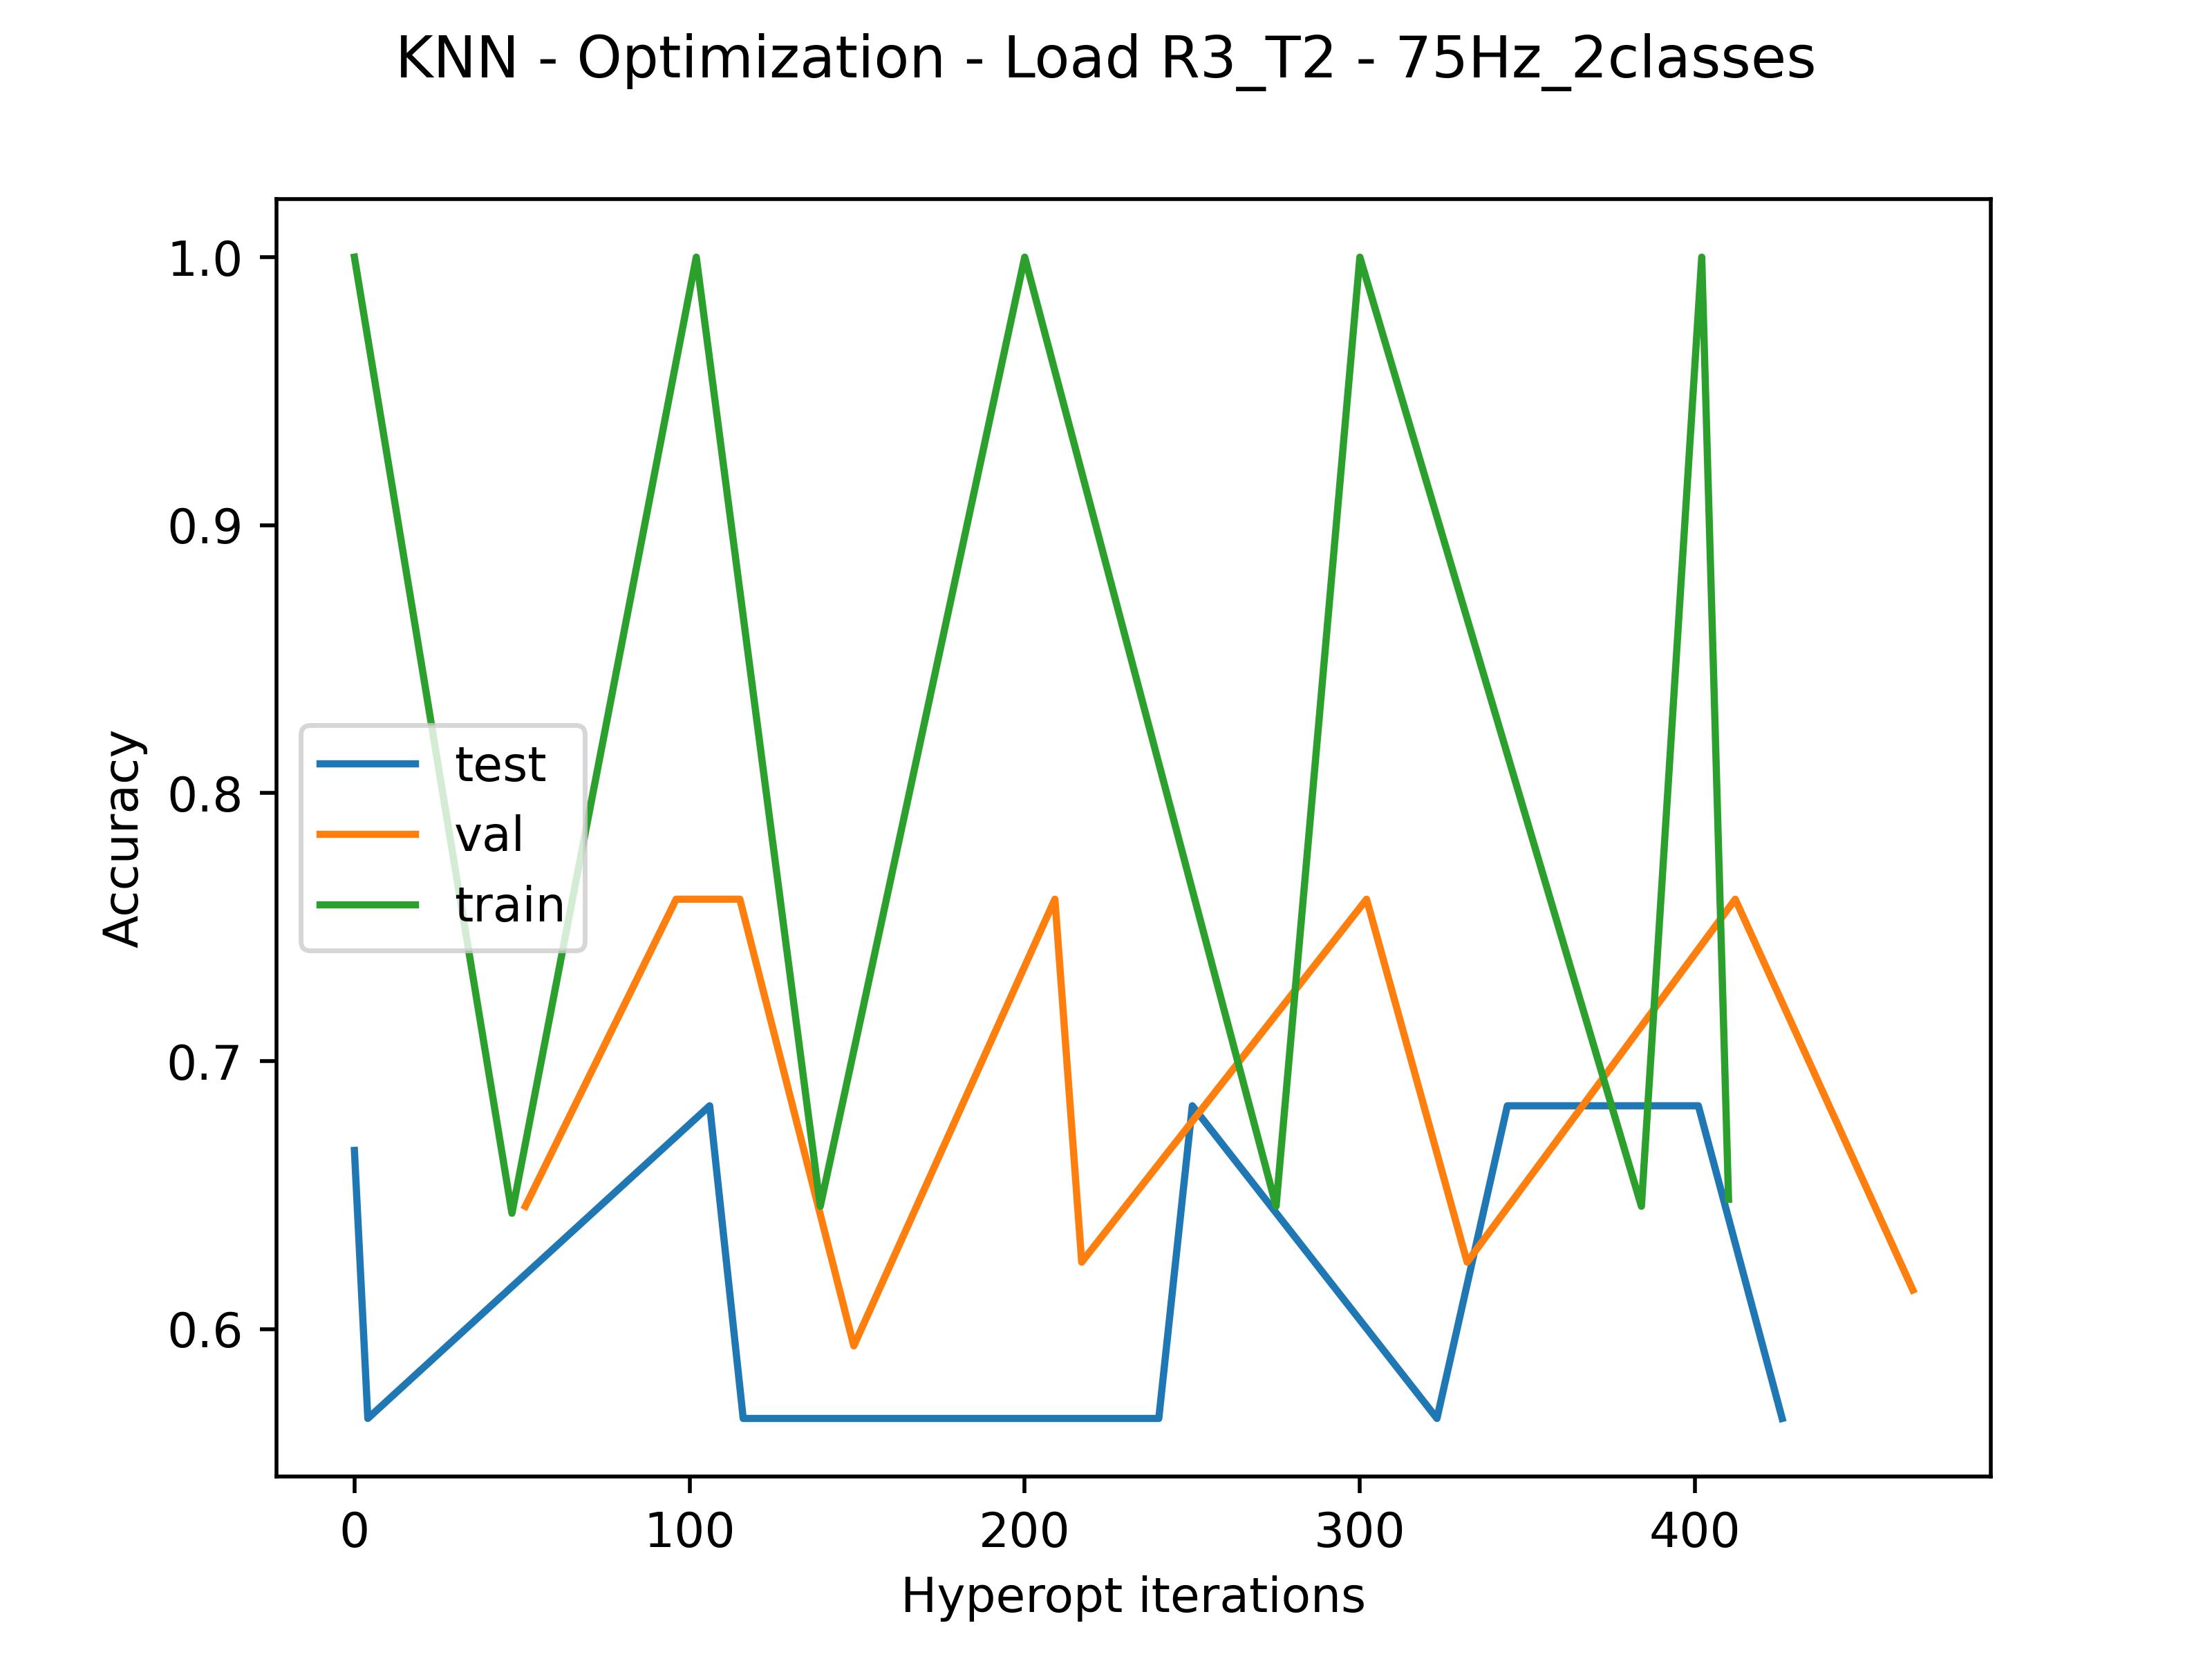 KNN - Optimization - Load R3_T2 - 75Hz_2classes
1.0
0.9
0.8
0.7
0.6
Accuracy
test
val
train
0 100 200 300 400
Hyperopt iterations